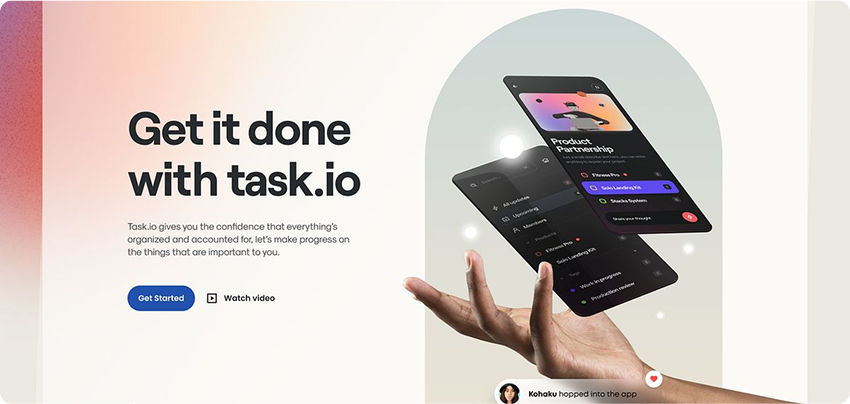 Get it done
with task.io
Task.io gives you the confidence that everything's
organized and accounted for, let's make progress on
the things that are important to you.
Get Started
Watch video
Product
Partnership
Fitness Pro
Solo Landing Kit
Stacks System
Share your thought
All updates
Upcoming
Members
Fitness Pro
Solo Landing Kit
Tags
Work in progress
Production review
Kohaku hopped into the app